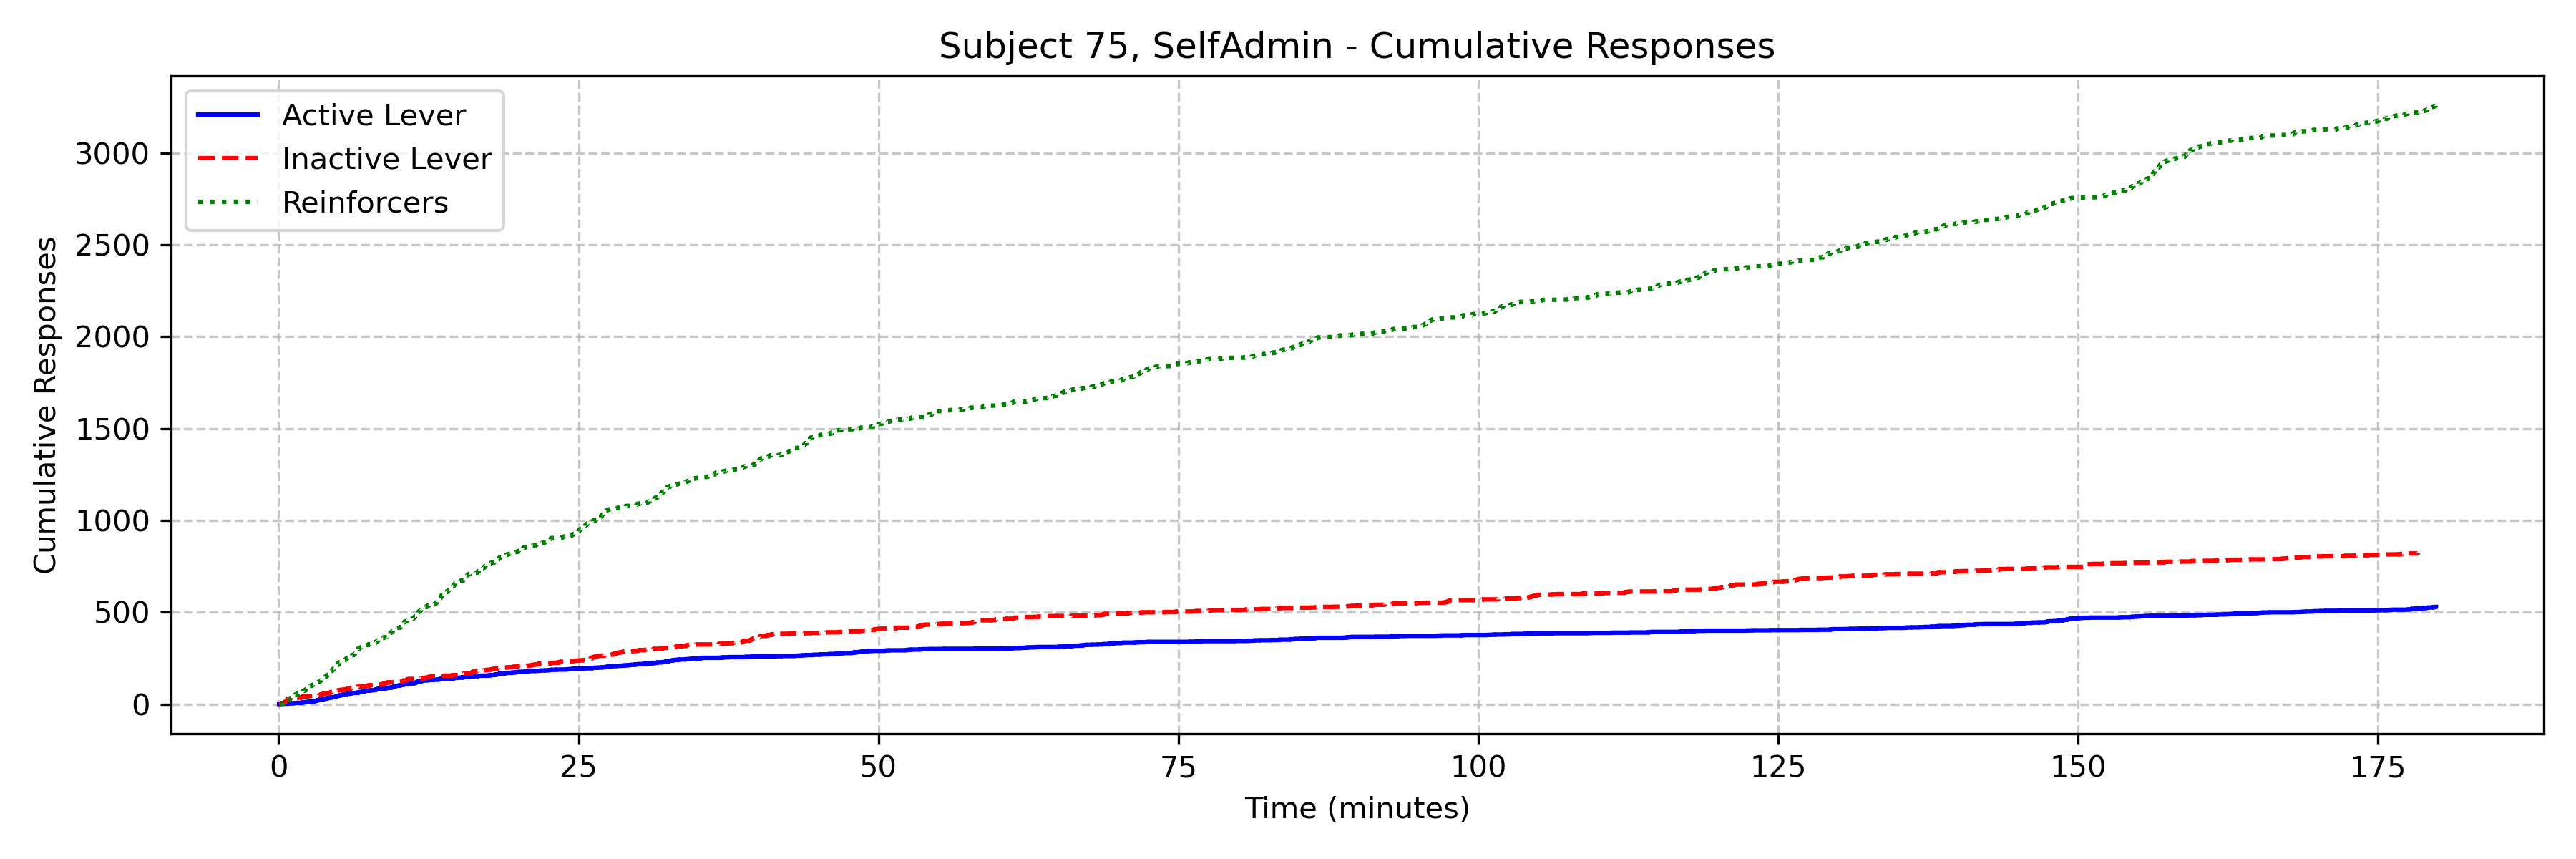 Subject 75, SelfAdmin - Cumulative Responses
Active Lever
Inactive Lever
Reinforcers
Cumulative Responses
3000
2500
2000
1500
1000
500
0
0 25 50 75 100 125 150 175
Time (minutes)